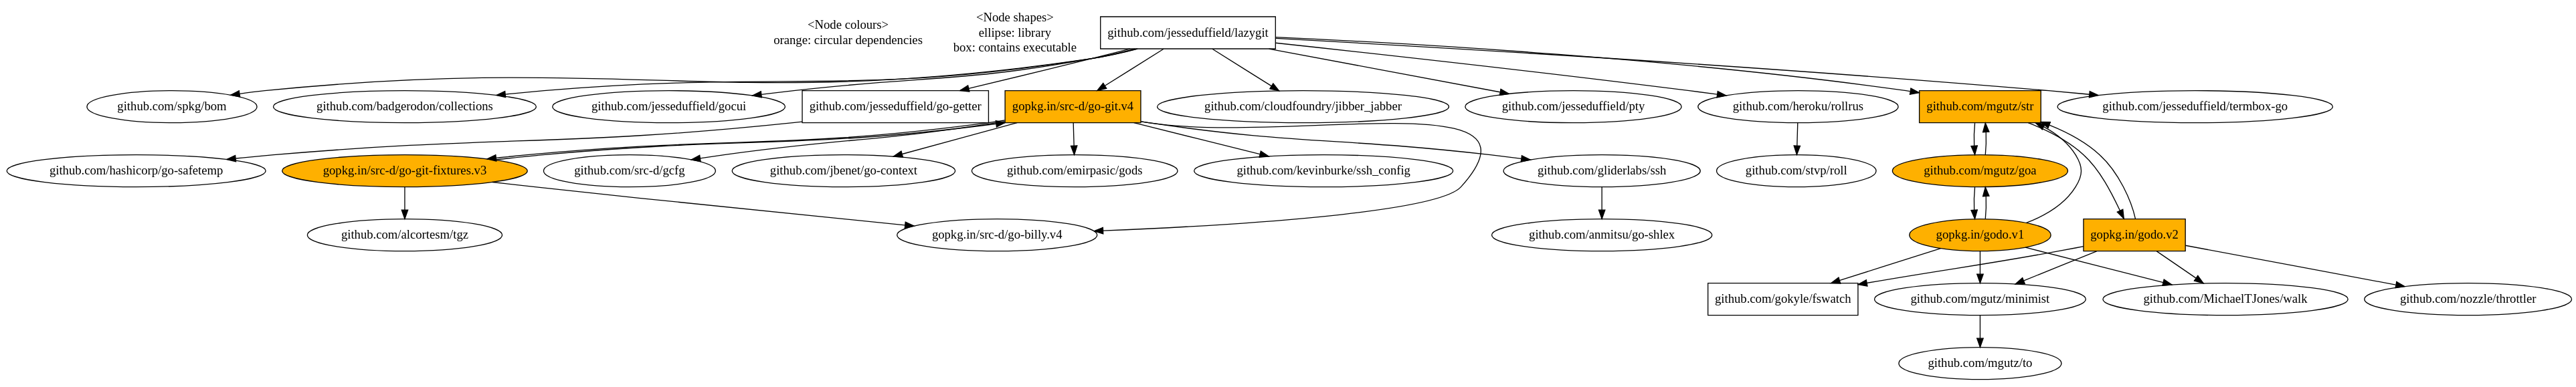 <Node colours>
orange: circular dependencies
<Node shapes>
ellipse: library
box: contains executable
github.com/jesseduffield/lazygit
github.com/spkg/bom
github.com/badgerodon/collections
github.com/jesseduffield/gocui
github.com/jesseduffield/go-getter
gopkg.in/src-d/go-git.v4
github.com/cloudfoundry/jibber_jabber
github.com/jesseduffield/pty
github.com/heroku/rollrus
github.com/mgutz/str
github.com/jesseduffield/termbox-go
github.com/hashicorp/go-safetemp
gopkg.in/src-d/go-git-fixtures.v3
github.com/src-d/gcfg
github.com/jbenet/go-context
github.com/emirpasic/gods
github.com/kevinburke/ssh_config
github.com/gliderlabs/ssh
github.com/stvp/roll
github.com/mgutz/goa
github.com/alcortesm/tgz
gopkg.in/src-d/go-billy.v4
github.com/anmitsu/go-shlex
gopkg.in/godo.v1
gopkg.in/godo.v2
github.com/gokyle/fswatch
github.com/mgutz/minimist
github.com/MichaelTJones/walk
github.com/nozzle/throttler
github.com/mgutz/to